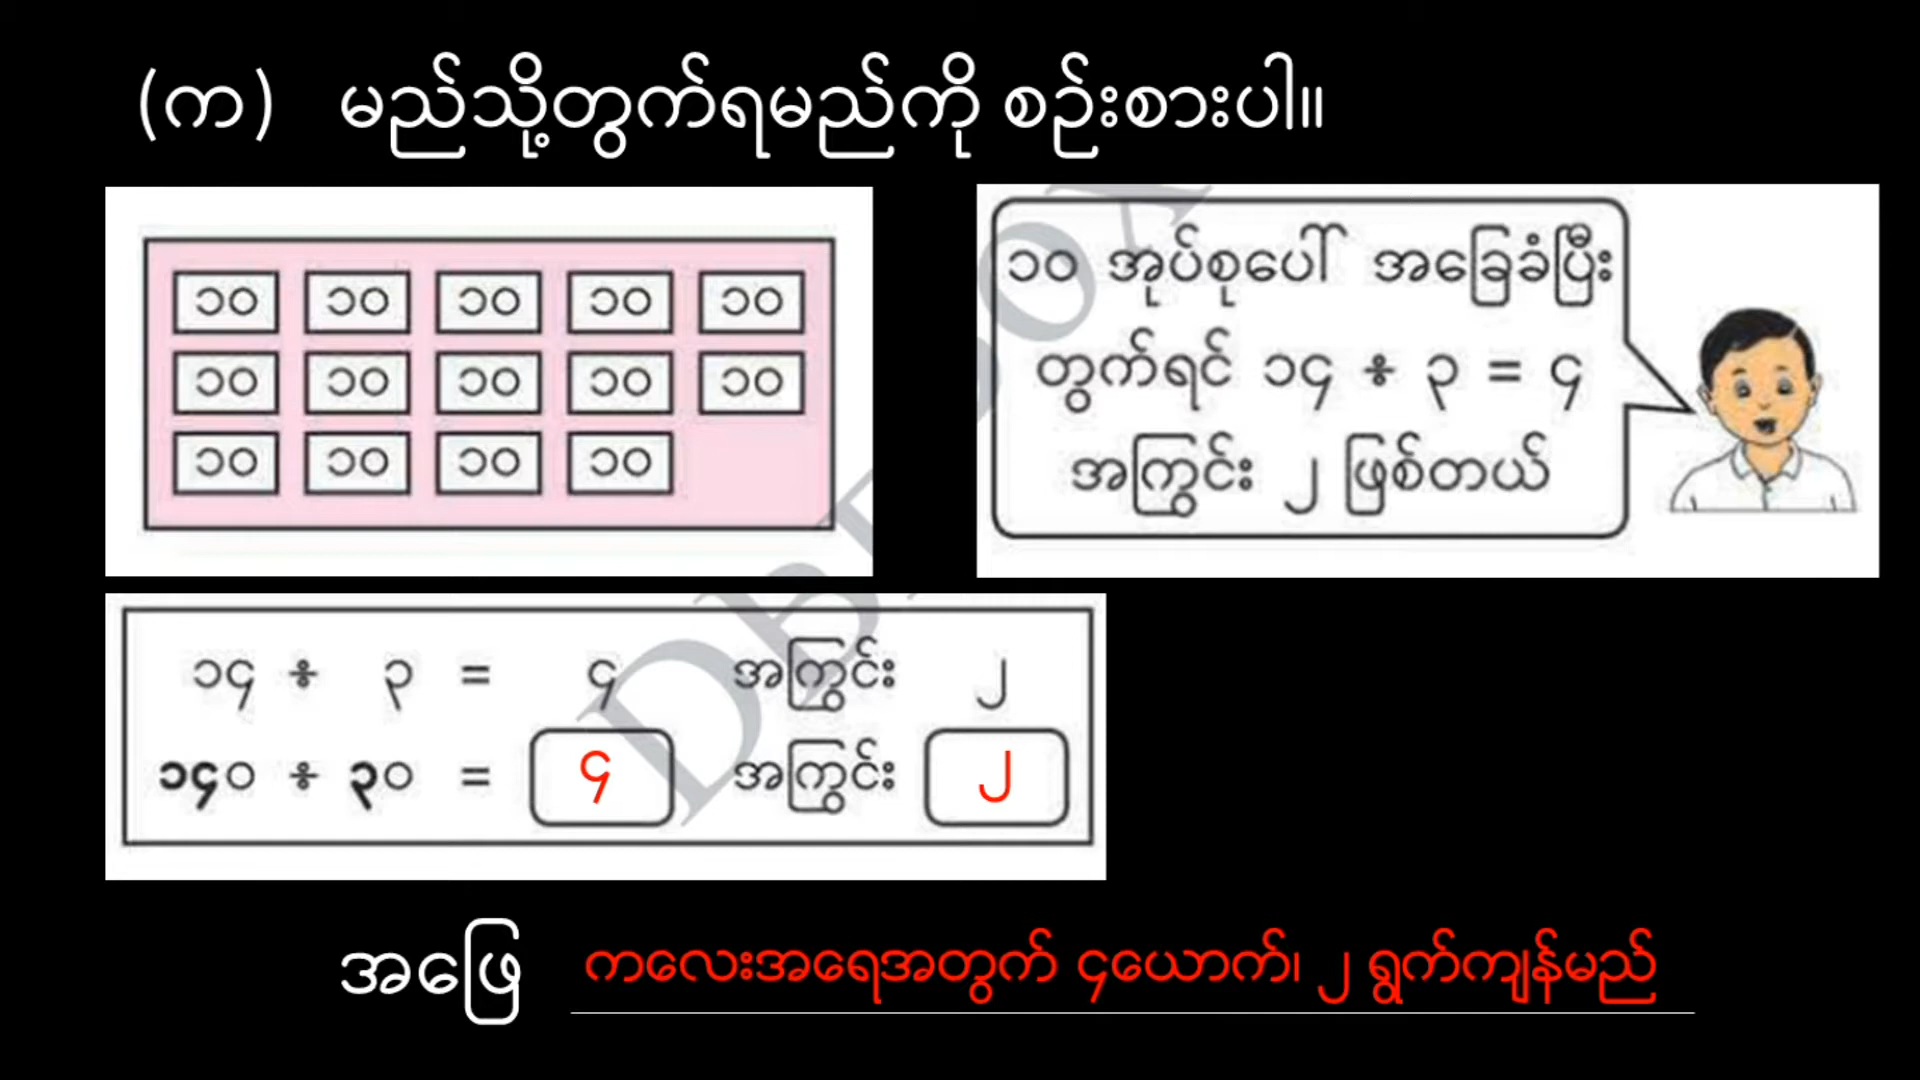 (က) မည်သို့တွက်ရမည်ကို စဉ်းစားပါ။
၁၀ ၁၀ ၁၀ ၁၀ ၁၀
၁၀ ၁၀ ၁၀ ၁၀ ၁၀
၁၀ ၁၀ ၁၀ ၁၀
၁၀ အုပ်စုပေါ် အခြေခံပြီး
တွက်ရင် ၁၄ ÷ ၃ = ၄
အကြွင်း ၂ ဖြစ်တယ်
၁၄ ÷ ၃ = ၄ အကြွင်း ၂
၁၄၀ ÷ ၃၀ = ၄ အကြွင်း ၂
အဖြေ ကလေးအရေအတွက် ၄ယောက်၊ ၂ ရွက်ကျန်မည်